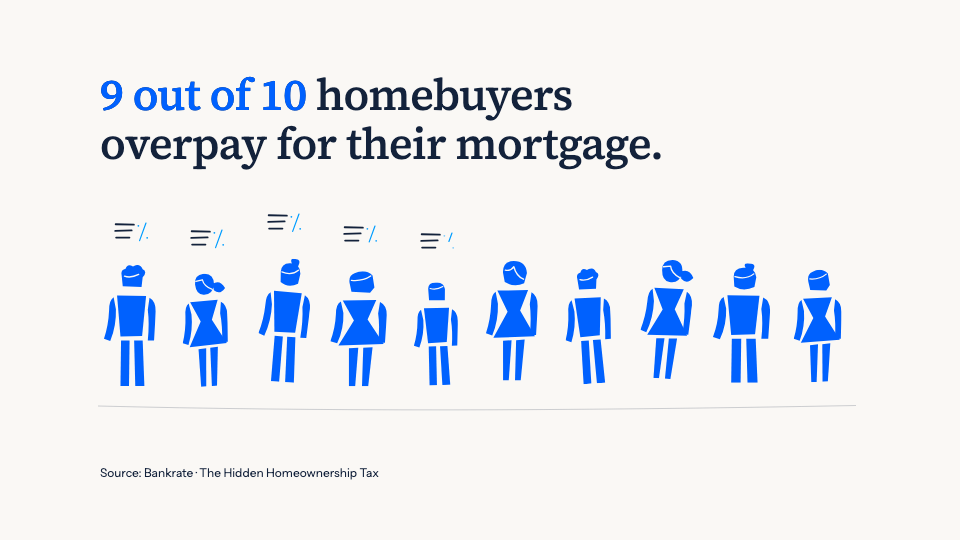 9 out of 10 homebuyers
overpay for their mortgage.
Source: Bankrate · The Hidden Homeownership Tax